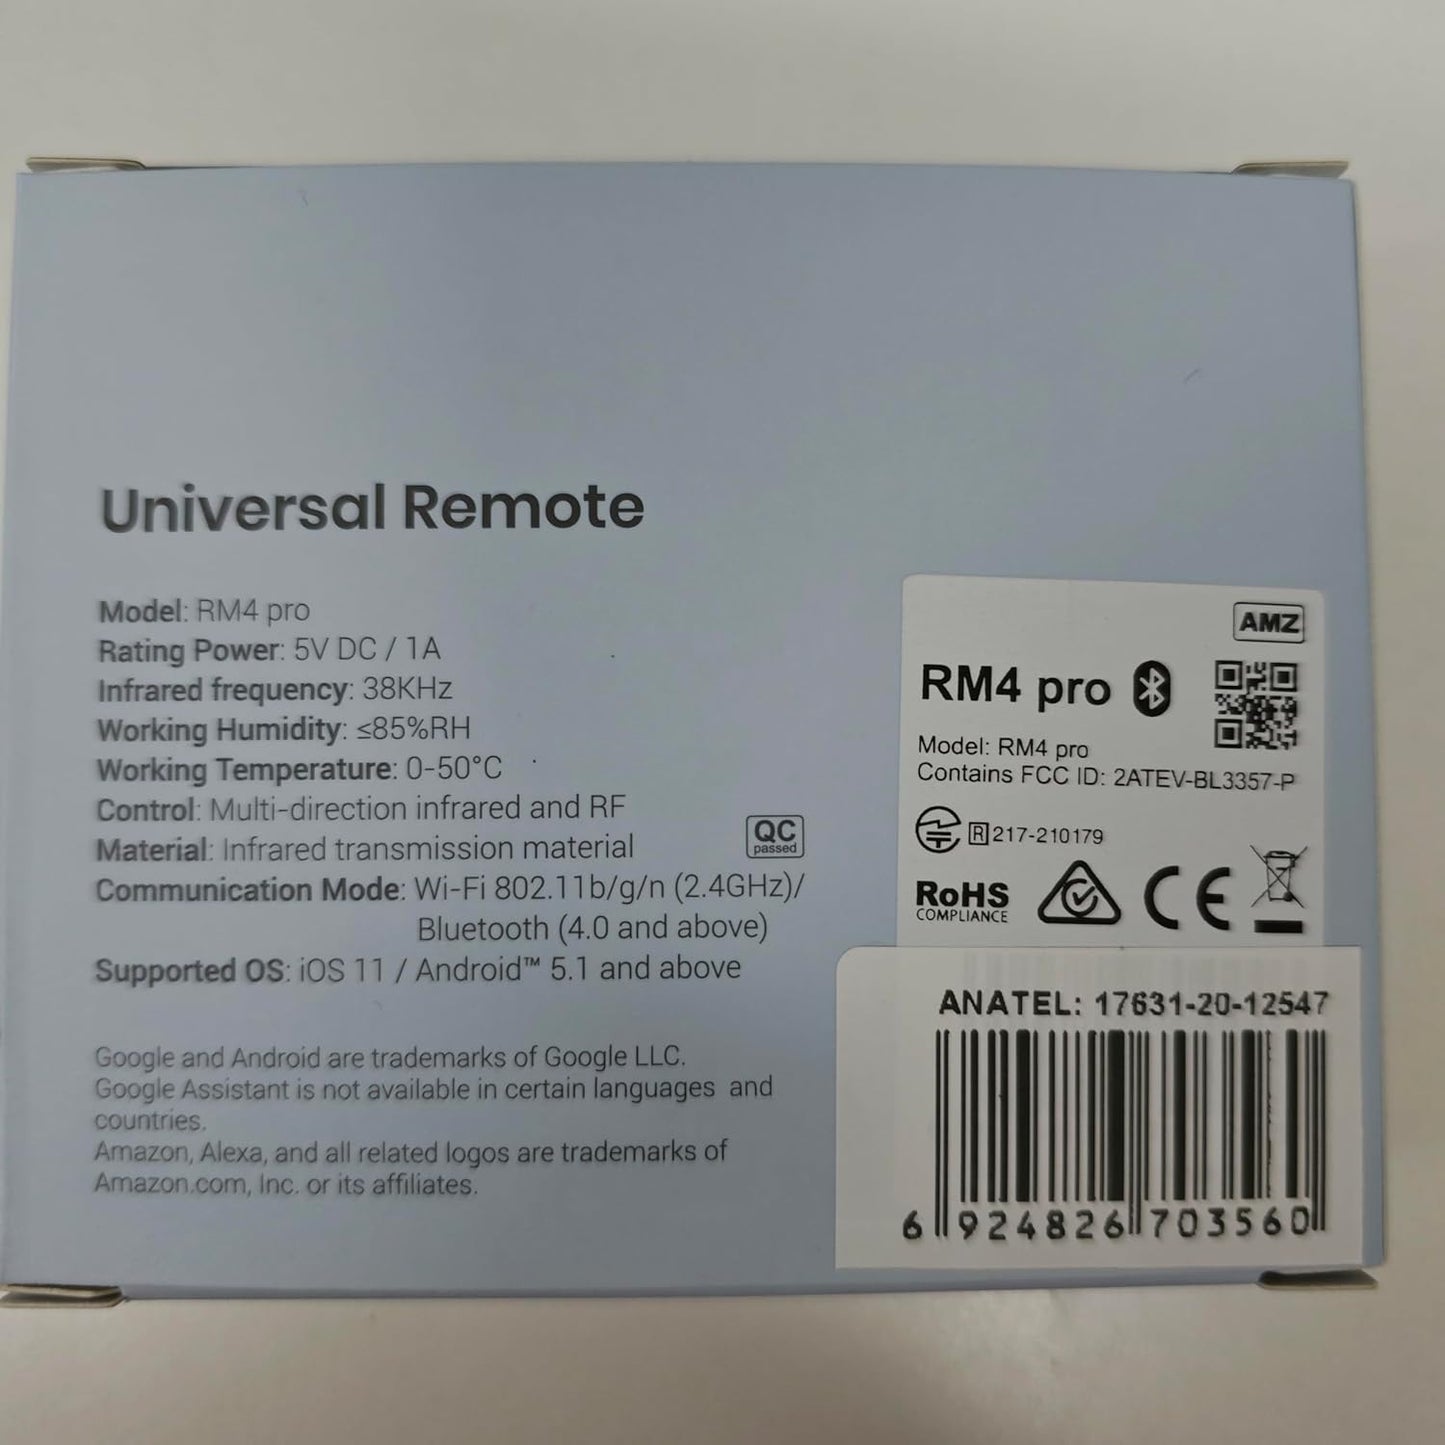 Universal Remote
Model: RM4 pro
Rating Power: 5V DC / 1A
Infrared frequency: 38KHz
Working Humidity: ≤85%RH
Working Temperature: 0-50°C
Control: Multi-direction infrared and RF
Material: Infrared transmission material
Communication Mode: Wi-Fi 802.11b/g/n (2.4GHz)/
Bluetooth (4.0 and above)
Supported OS: iOS 11 / Android™ 5.1 and above
QC
passed
Google and Android are trademarks of Google LLC.
Google Assistant is not available in certain languages and
countries.
Amazon, Alexa, and all related logos are trademarks of
Amazon.com, Inc. or its affiliates.
AMZ
RM4 pro
Model: RM4 pro
Contains FCC ID: 2ATEV-BL3357-P
R 217-210179
RoHS
COMPLIANCE
CE
ANATEL: 17631-20-12547
6 924826 703560